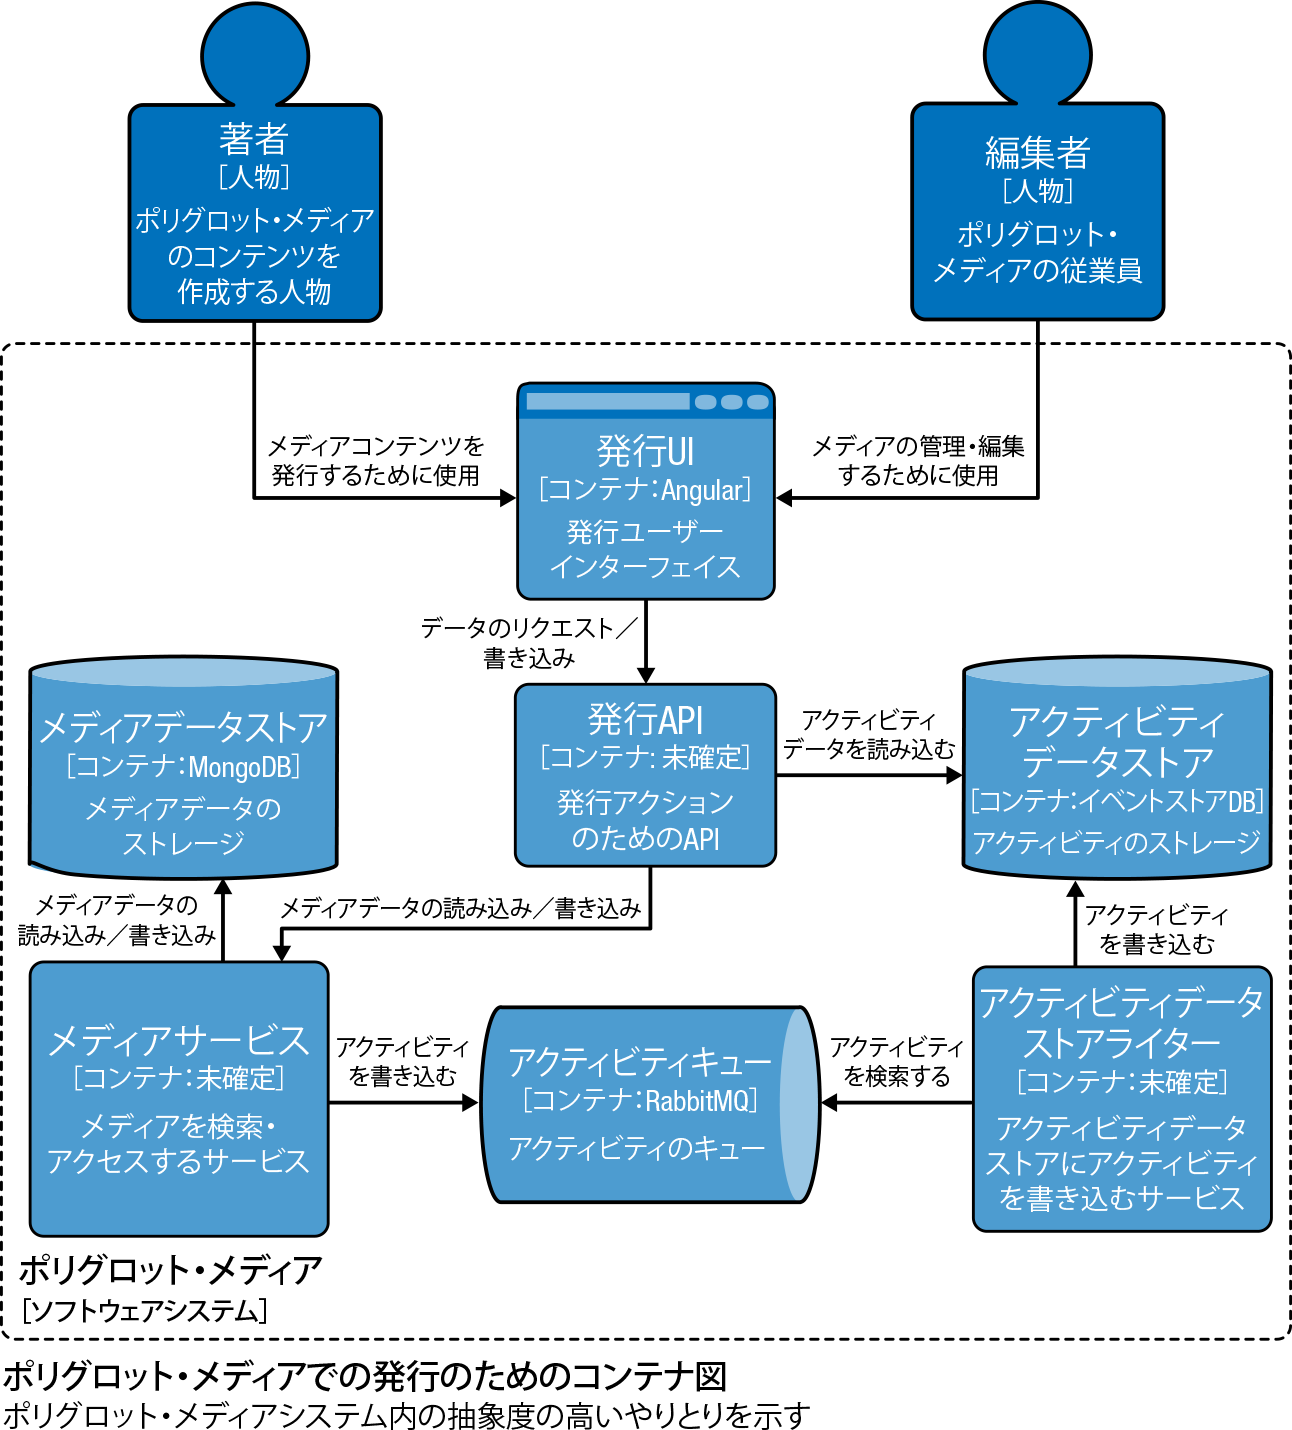 著者
［人物］
ポリグロット・メディア
のコンテンツを
作成する人物
編集者
［人物］
ポリグロット・
メディアの従業員
メディアコンテンツを
発行するために使用
メディアの管理・編集
するために使用
発行UI
［コンテナ：Angular］
発行ユーザー
インターフェイス
データのリクエスト／
書き込み
メディアデータストア
［コンテナ：MongoDB］
メディアデータの
ストレージ
発行API
［コンテナ: 未確定］
発行アクション
のためのAPI
アクティビティ
データを読み込む
アクティビティ
データストア
［コンテナ：イベントストアDB］
アクティビティのストレージ
メディアデータの
読み込み／書き込み
メディアデータの読み込み／書き込み
アクティビティ
を書き込む
メディアサービス
［コンテナ：未確定］
メディアを検索・
アクセスするサービス
アクティビティ
を書き込む
アクティビティキュー
［コンテナ：RabbitMQ］
アクティビティのキュー
アクティビティ
を検索する
アクティビティデータ
ストアライター
［コンテナ：未確定］
アクティビティデータ
ストアにアクティビティ
を書き込むサービス
ポリグロット・メディア
［ソフトウェアシステム］
ポリグロット・メディアでの発行のためのコンテナ図
ポリグロット・メディアシステム内の抽象度の高いやりとりを示す